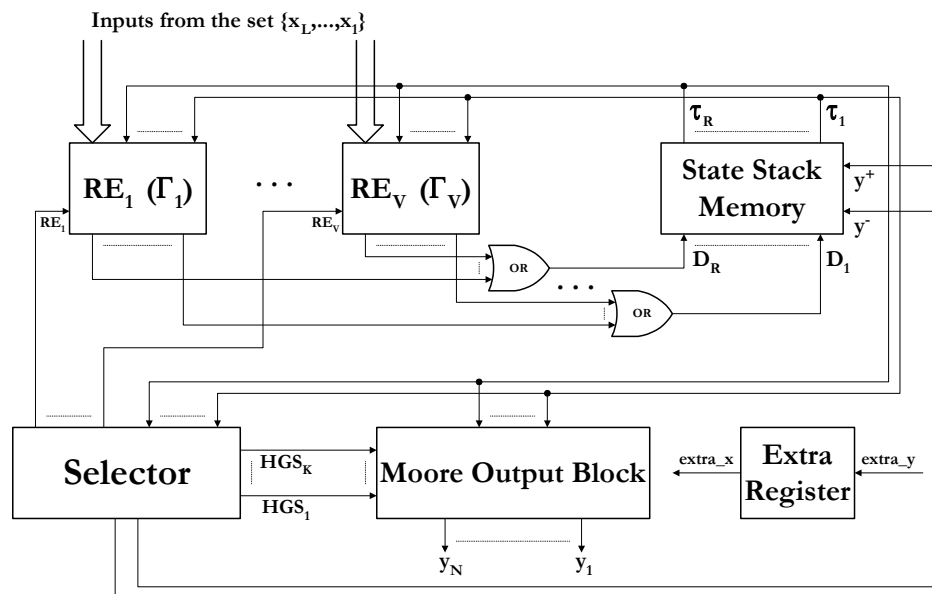 Inputs from the set {x_L,...,x_1}
τ_R
τ_1
RE_1 (Γ_1)
. . .
RE_V (Γ_V)
State Stack
Memory
y^+
y^-
RE_1
RE_V
D_R
D_1
OR
. . .
OR
Selector
HGS_K
HGS_1
Moore Output Block
extra_x
Extra
Register
extra_y
y_N
y_1